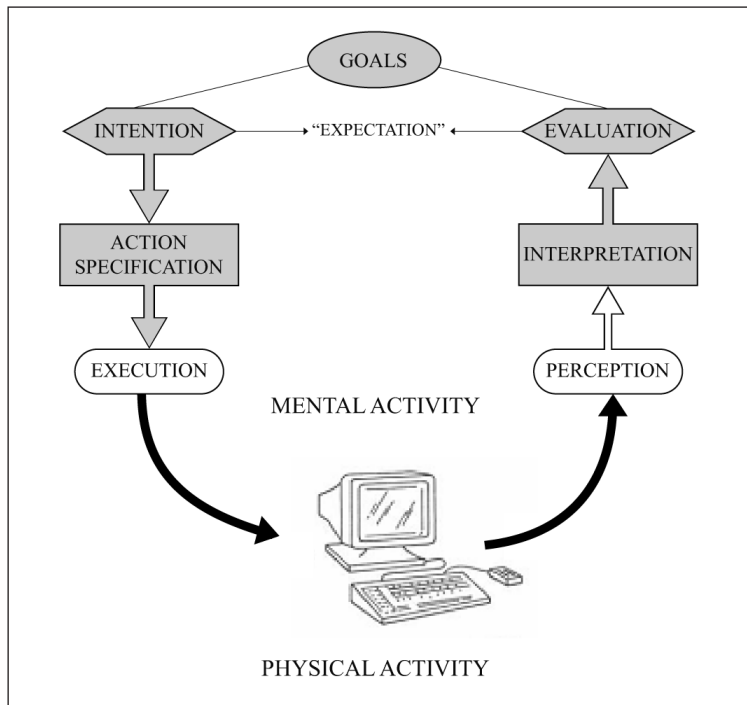 GOALS
INTENTION
“EXPECTATION”
EVALUATION
ACTION
SPECIFICATION
INTERPRETATION
EXECUTION
PERCEPTION
MENTAL ACTIVITY
PHYSICAL ACTIVITY